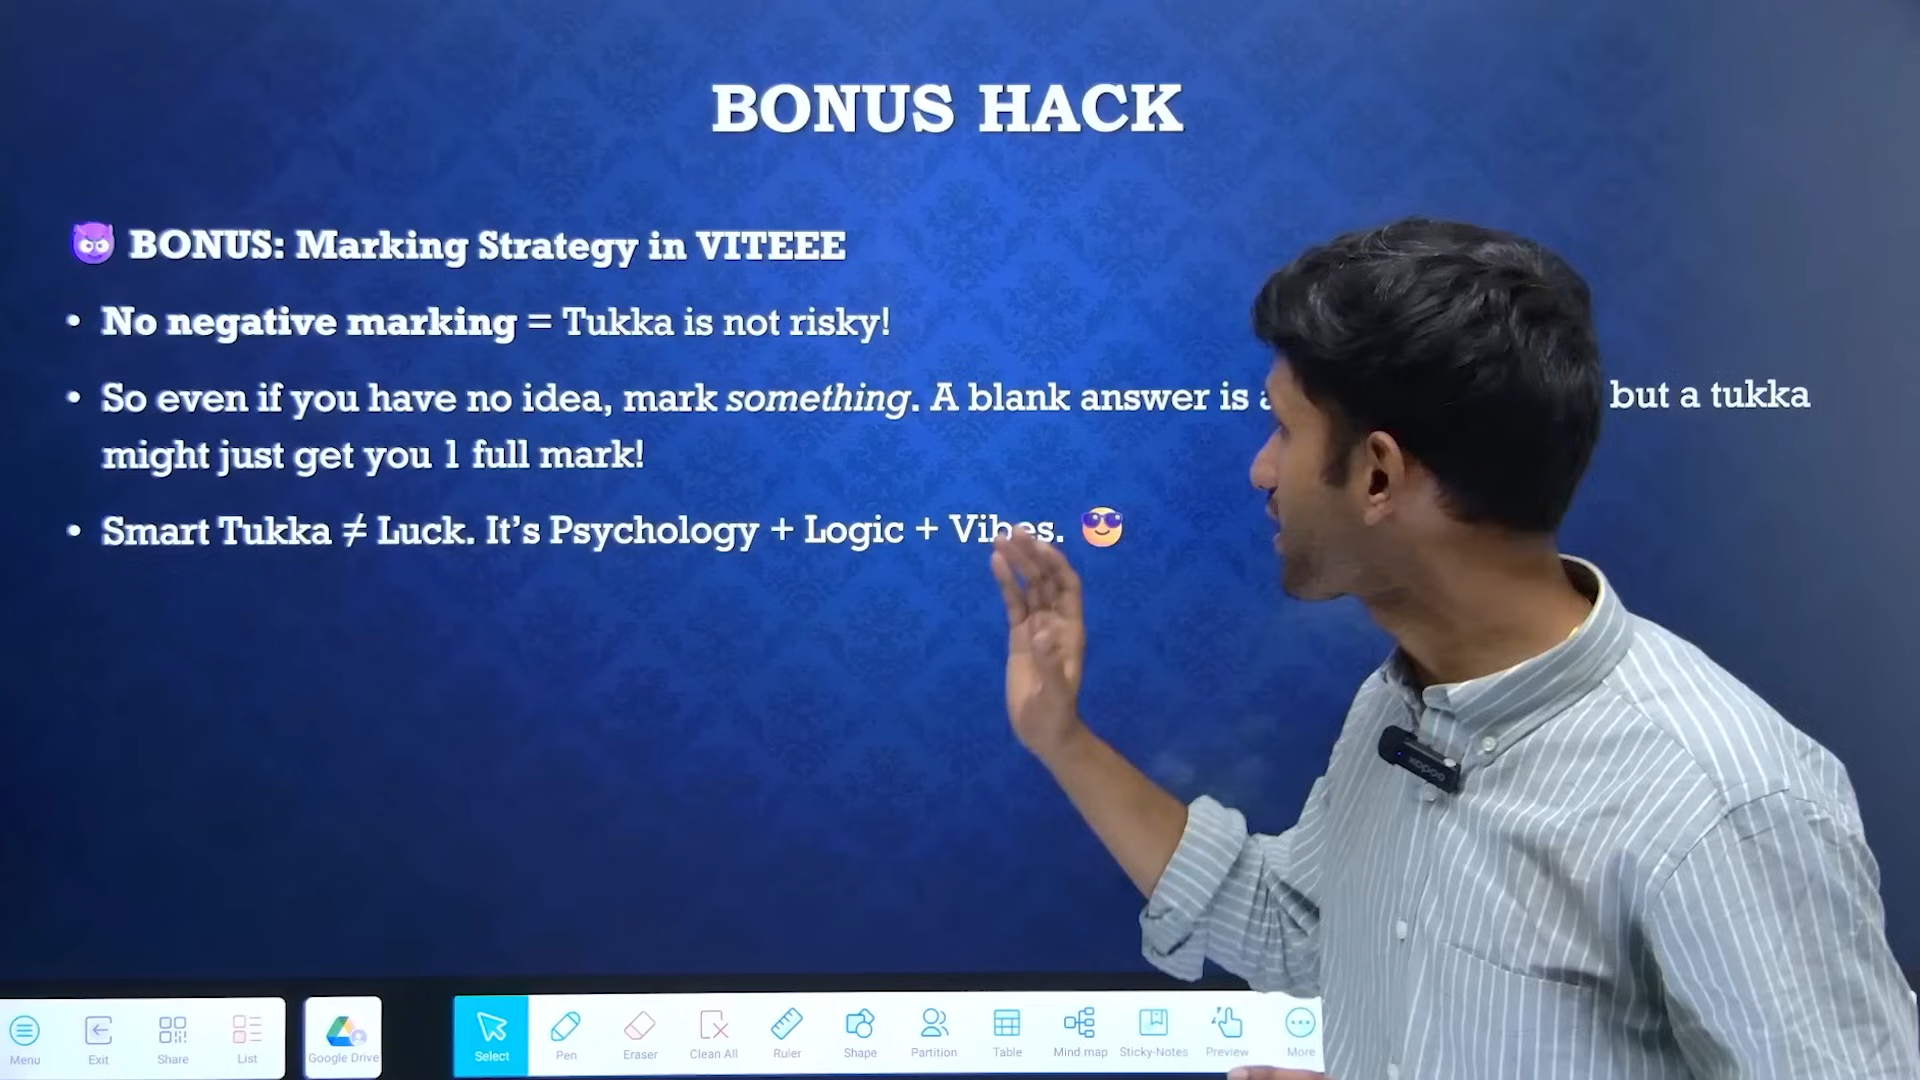 BONUS HACK
BONUS: Marking Strategy in VITEEE
• No negative marking = Tukka is not risky!
• So even if you have no idea, mark something. A blank answer is but a tukka
might just get you 1 full mark!
• Smart Tukka ≠ Luck. It's Psychology + Logic + Vibes.
Menu Exit Share List Google Drive Select Pen Eraser Clean All Ruler Shape Partition Table Mind map Sticky-Notes Preview More
Godox